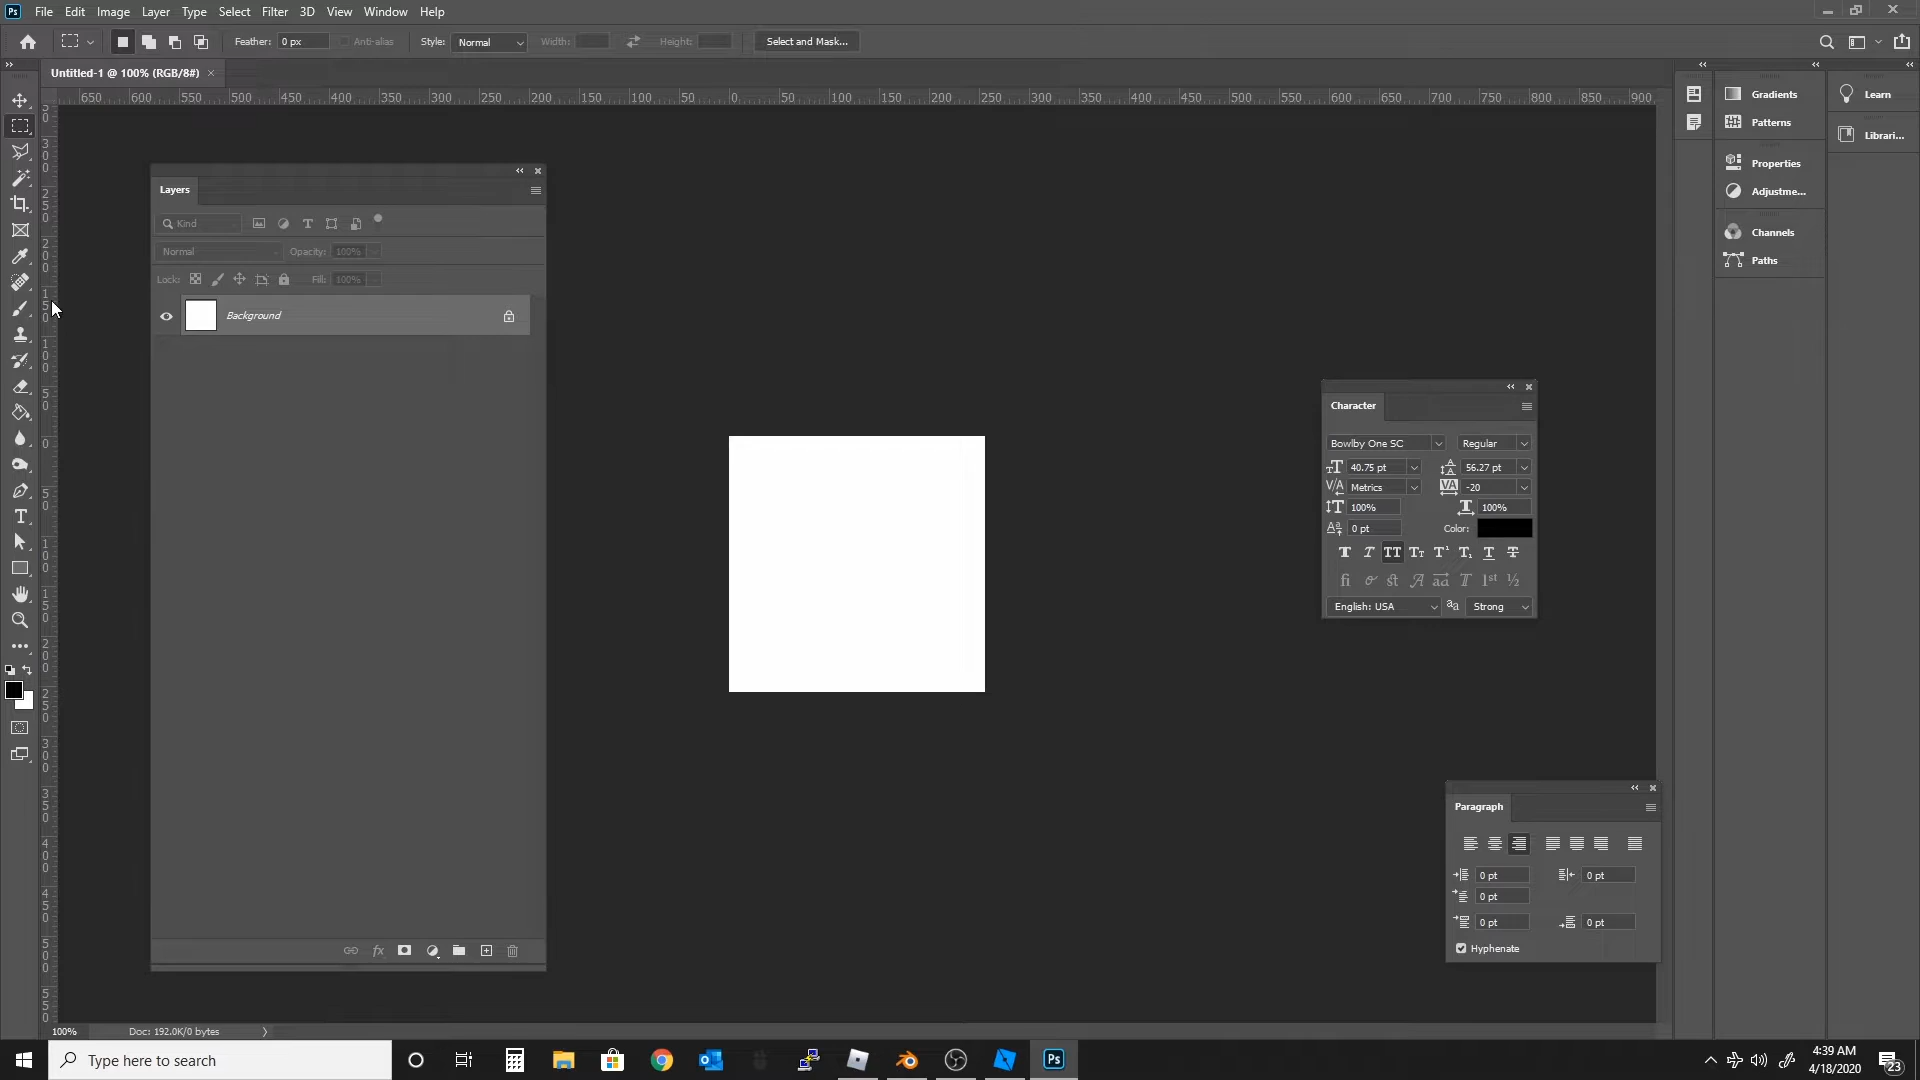 Ps File Edit Image Layer Type Select Filter 3D View Window Help
Feather: 0 px Anti-alias Style: Normal Width: Height: Select and Mask...
Untitled-1 @ 100% (RGB/8#) ×
650 600 550 500 450 400 350 300 250 200 150 100 50 0 50 100 150 200 250 300 350 400 450 500 550 600 650 700 750 800 850 900
Layers
Kind
Normal Opacity: 100%
Lock: Fill: 100%
Background
Gradients
Patterns
Properties
Adjustme...
Channels
Paths
Learn
Librari...
Character
Bowlby One SC Regular
40.75 pt 56.27 pt
Metrics -20
100% 100%
0 pt Color:
English: USA Strong
Paragraph
0 pt 0 pt
0 pt
0 pt 0 pt
Hyphenate
100% Doc: 192.0K/0 bytes
Type here to search
Ps
4:39 AM
4/18/2020
23